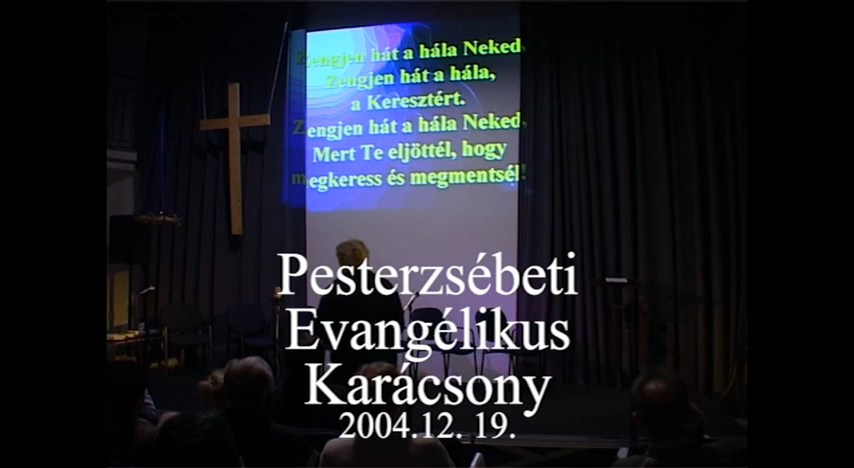 Zengjen hát a hála Neked,
Zengjen hát a hála,
a Keresztért.
Zengjen hát a hála Neked,
Mert Te eljöttél, hogy
megkeress és megmentsél!
Pesterzsébeti
Evangélikus
Karácsony
2004.12. 19.